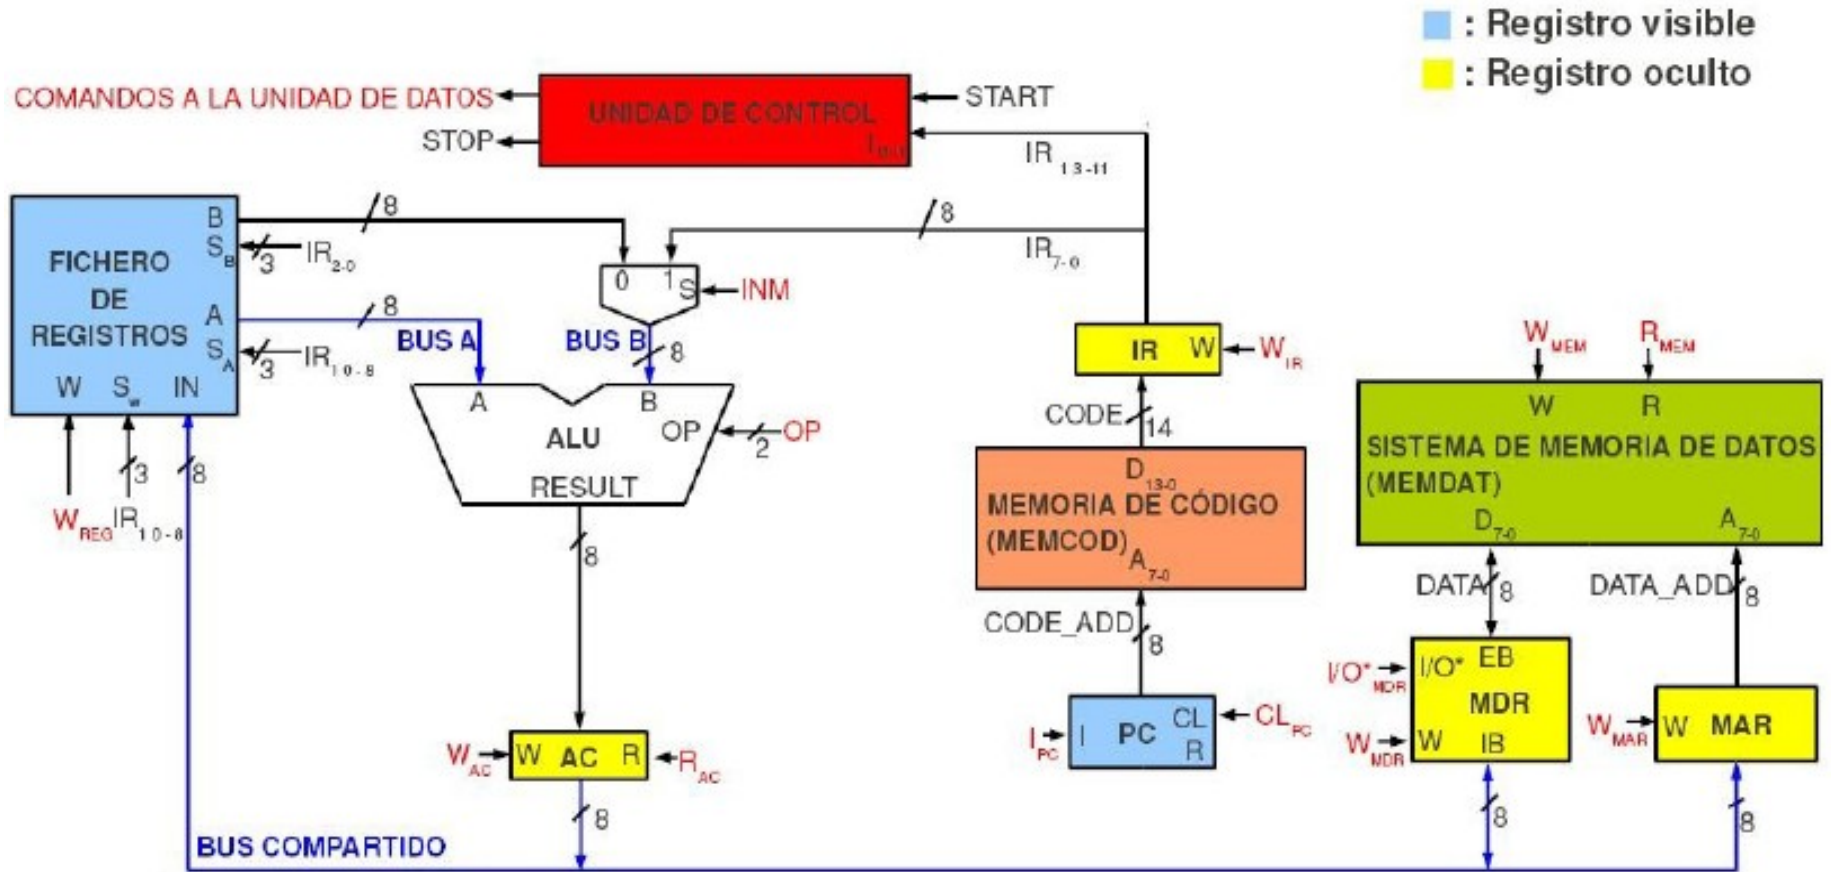 : Registro visible
: Registro oculto
COMANDOS A LA UNIDAD DE DATOS
STOP
UNIDAD DE CONTROL
START
IR 13-11
8
B
S B
3
IR 2-0
FICHERO
DE
REGISTROS
A
S A
3
IR 10-8
W
S w
IN
W REG
3
IR 10-8
8
8
BUS A
0
1
S
INM
BUS B
8
8
IR 7-0
A
B
ALU
OP
2
OP
RESULT
8
W AC
W
AC
R
R AC
8
BUS COMPARTIDO
IR
W
W IR
CODE
14
D 13-0
MEMORIA DE CÓDIGO
(MEMCOD)
A 7-0
CODE_ADD
8
I PC
I
PC
CL
R
CL PC
W MEM
R MEM
W
R
SISTEMA DE MEMORIA DE DATOS
(MEMDAT)
D 7-0
A 7-0
DATA
8
DATA_ADD
8
I/O* MDR
I/O*
EB
MDR
W MDR
W
IB
8
W MAR
W
MAR
8